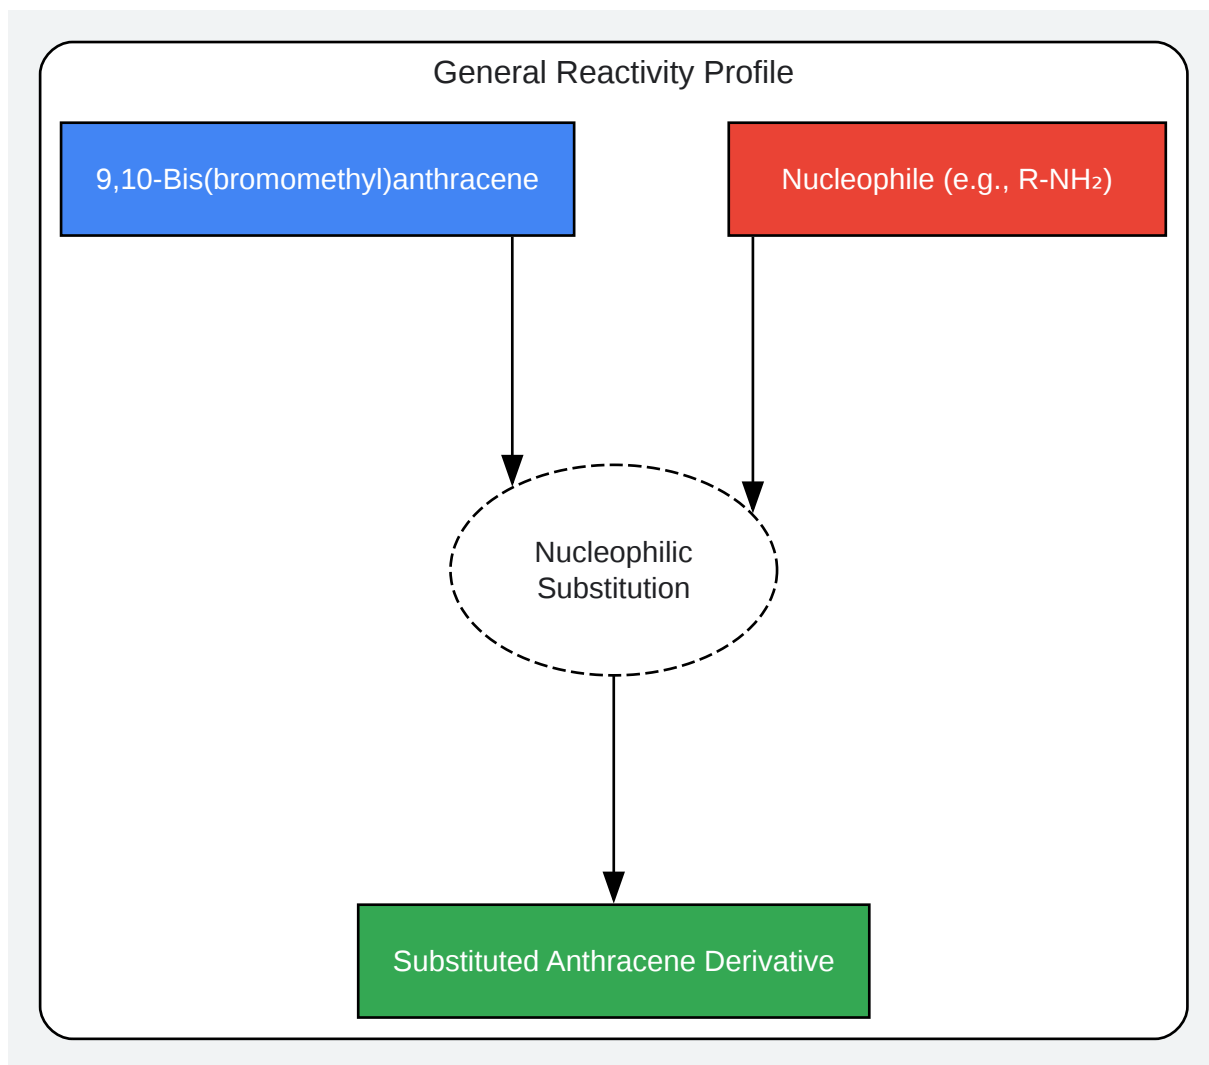 General Reactivity Profile
9,10-Bis(bromomethyl)anthracene
Nucleophile (e.g., R-NH₂)
Nucleophilic
Substitution
Substituted Anthracene Derivative